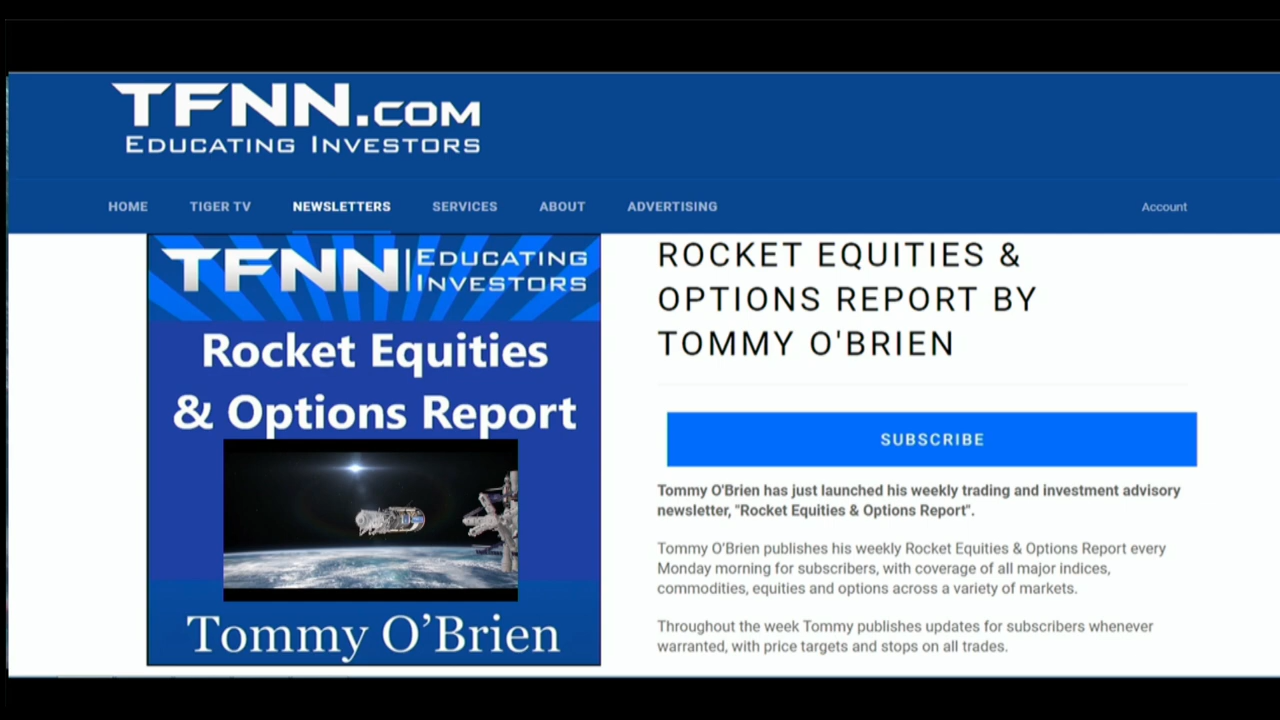 TFNN.COM
EDUCATING INVESTORS
HOME TIGER TV NEWSLETTERS SERVICES ABOUT ADVERTISING Account
TFNN EDUCATING INVESTORS
Rocket Equities
& Options Report
Tommy O’Brien
ROCKET EQUITIES &
OPTIONS REPORT BY
TOMMY O'BRIEN
SUBSCRIBE
Tommy O'Brien has just launched his weekly trading and investment advisory
newsletter, "Rocket Equities & Options Report".
Tommy O’Brien publishes his weekly Rocket Equities & Options Report every
Monday morning for subscribers, with coverage of all major indices,
commodities, equities and options across a variety of markets.
Throughout the week Tommy publishes updates for subscribers whenever
warranted, with price targets and stops on all trades.